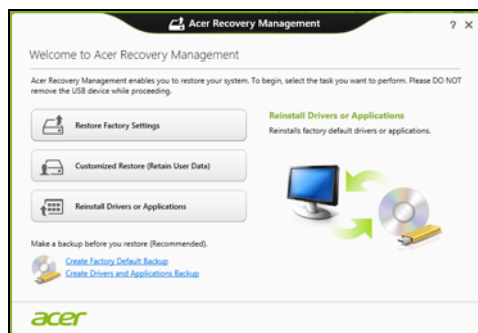 Acer Recovery Management
? ×
Welcome to Acer Recovery Management
Acer Recovery Management enables you to restore your system. To begin, select the task you want to perform. Please DO NOT
remove the USB device while proceeding.
Restore Factory Settings
Customized Restore (Retain User Data)
Reinstall Drivers or Applications
Reinstall Drivers or Applications
Reinstalls factory default drivers or applications.
Make a backup before you restore (Recommended).
Create Factory Default Backup
Create Drivers and Applications Backup
acer